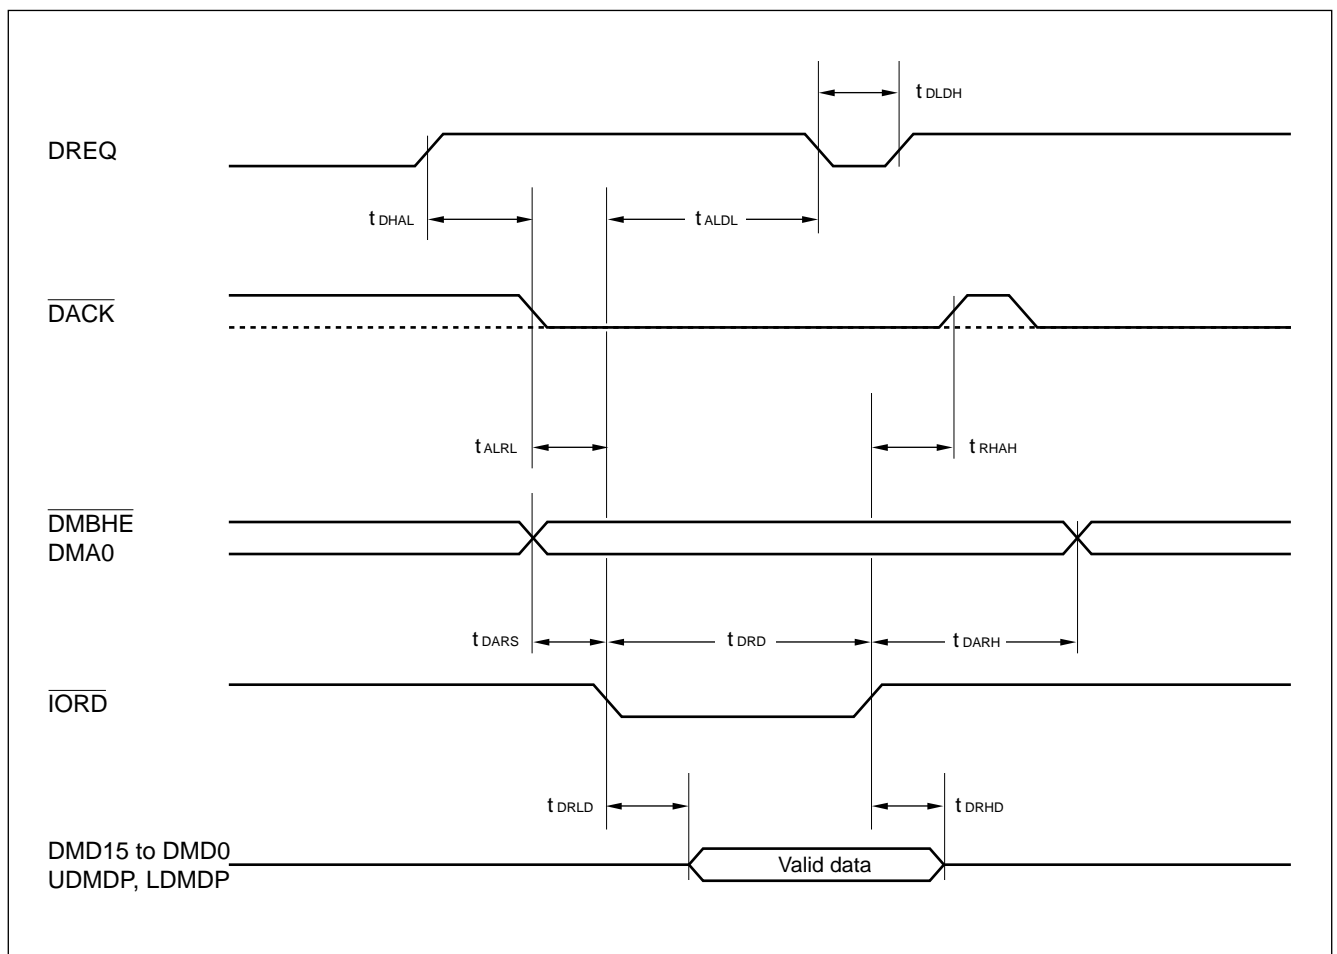 t DLDH
DREQ
t DHAL
t ALDL
DACK
t ALRL
t RHAH
DMBHE
DMA0
t DARS
t DRD
t DARH
IORD
t DRLD
t DRHD
DMD15 to DMD0
UDMDP, LDMDP
Valid data